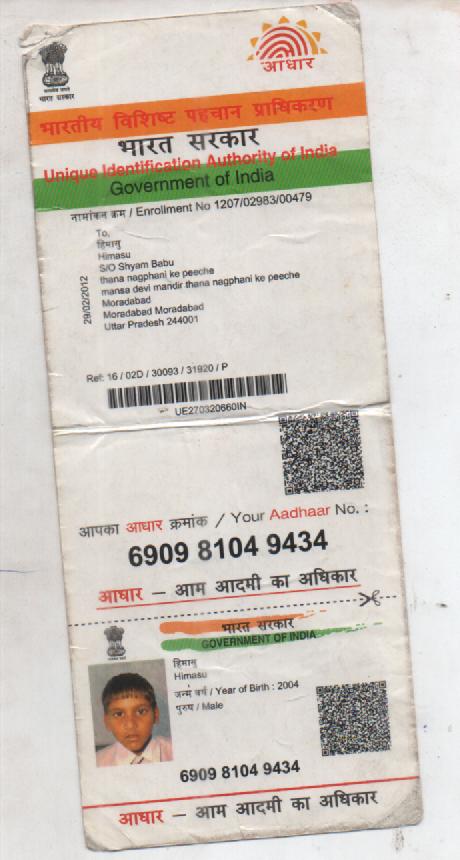 भारत सरकार
आधार
भारतीय विशिष्ट पहचान प्राधिकरण
भारत सरकार
Unique Identification Authority of India
Government of India
नामांकन क्रम / Enrollment No 1207/02983/00479
29/02/2012
To,
हिमासु
Himasu
S/O Shyam Babu
thana nagphani ke peeche
mansa devi mandir thana nagphani ke peeche
Moradabad
Moradabad Moradabad
Uttar Pradesh 244001
Ref: 16 / 02D / 30093 / 31920 / P
UE270320660IN
आपका आधार क्रमांक / Your Aadhaar No. :
6909 8104 9434
आधार – आम आदमी का अधिकार
भारत सरकार
GOVERNMENT OF INDIA
हिमासु
Himasu
जन्म वर्ष / Year of Birth : 2004
पुरुष / Male
6909 8104 9434
आधार – आम आदमी का अधिकार